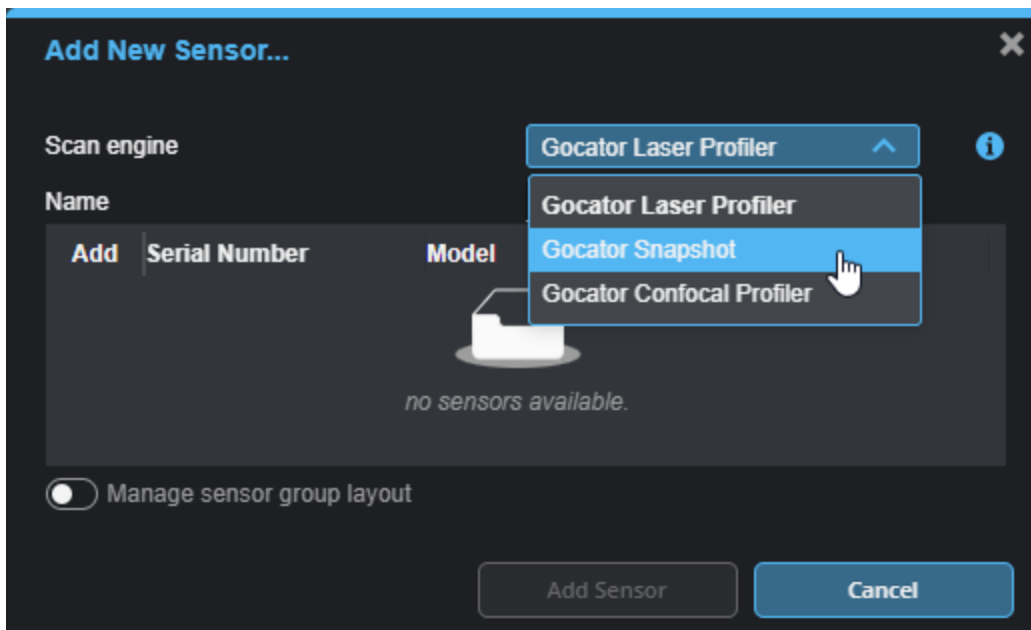 Add New Sensor...
Scan engine
Gocator Laser Profiler
Gocator Laser Profiler
Gocator Snapshot
Gocator Confocal Profiler
Name
Add Serial Number Model
no sensors available.
Manage sensor group layout
Add Sensor Cancel